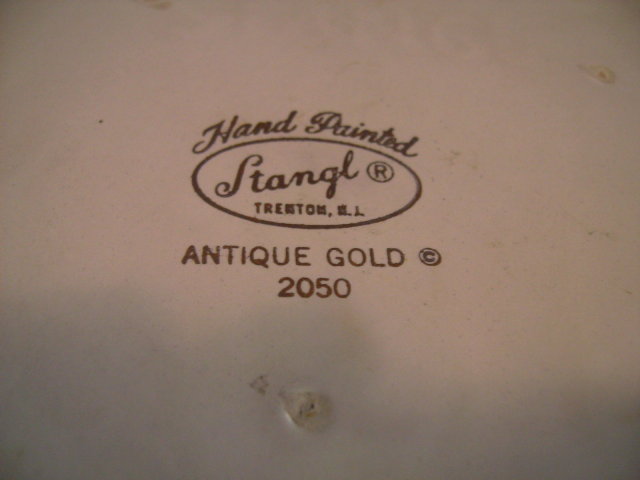 Hand Painted
Stangl ®
TRENTON, N.J.
ANTIQUE GOLD ©
2050